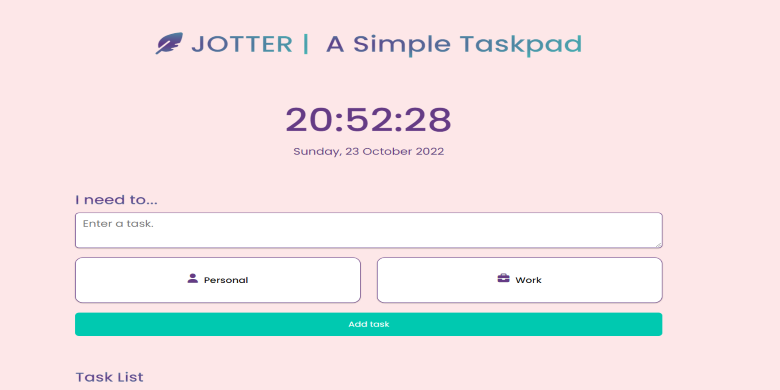 JOTTER | A Simple Taskpad
20:52:28
Sunday, 23 October 2022
I need to...
Enter a task.
Personal
Work
Add task
Task List